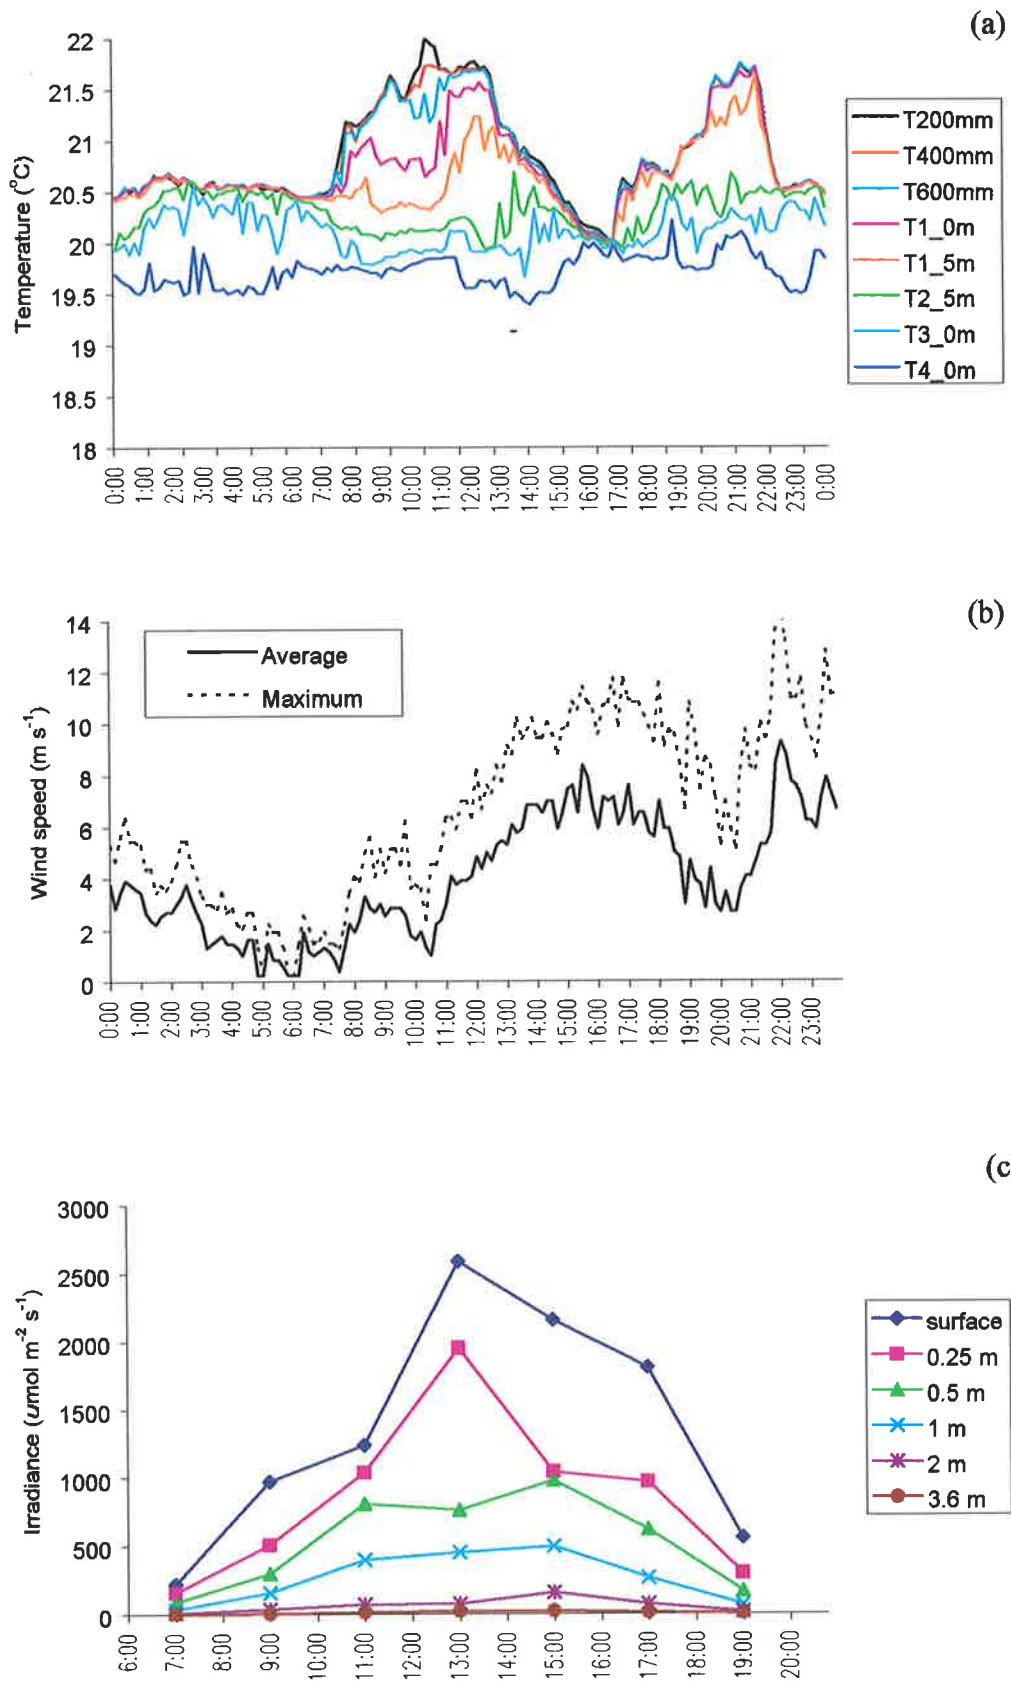 (a)
Temperature (°C)
22
21.5
21
20.5
20
19.5
19
18.5
18
0:00 1:00 2:00 3:00 4:00 5:00 6:00 7:00 8:00 9:00 10:00 11:00 12:00 13:00 14:00 15:00 16:00 17:00 18:00 19:00 20:00 21:00 22:00 23:00 0:00
T200mm
T400mm
T600mm
T1_0m
T1_5m
T2_5m
T3_0m
T4_0m
(b)
Wind speed (m s⁻¹)
14
12
10
8
6
4
2
0
Average
Maximum
0:00 1:00 2:00 3:00 4:00 5:00 6:00 7:00 8:00 9:00 10:00 11:00 12:00 13:00 14:00 15:00 16:00 17:00 18:00 19:00 20:00 21:00 22:00 23:00
(c)
Irradiance (umol m⁻² s⁻¹)
3000
2500
2000
1500
1000
500
0
6:00 7:00 9:00 10:00 11:00 13:00 14:00 15:00 17:00 18:00 19:00 20:00
surface
0.25 m
0.5 m
1 m
2 m
3.6 m